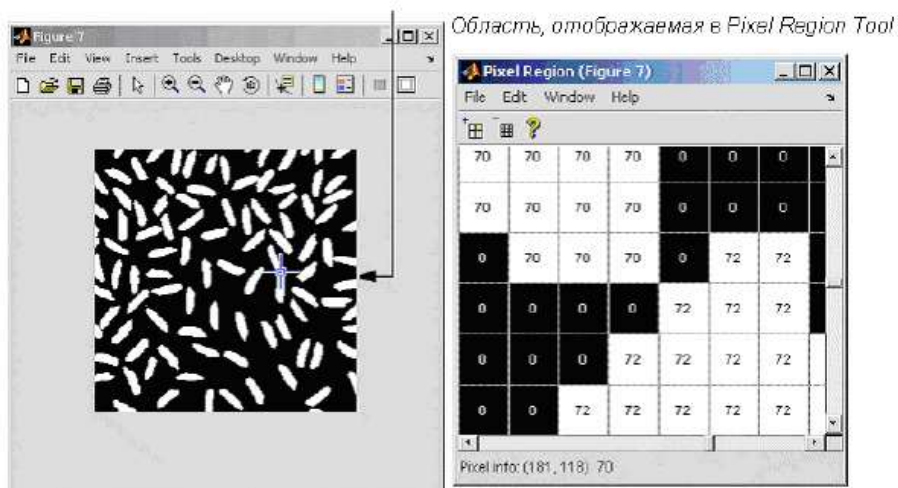 Область, отображаемая в Pixel Region Tool
Figure 7
File Edit View Insert Tools Desktop Window Help
Pixel Region (Figure 7)
File Edit Window Help
70 70 70 70 0 0 0
70 70 70 70 0 0 0
0 70 70 70 0 72 72
0 0 0 0 72 72 72
0 0 0 72 72 72 72
0 0 72 72 72 72 72
Pixel info: (181, 118) 70